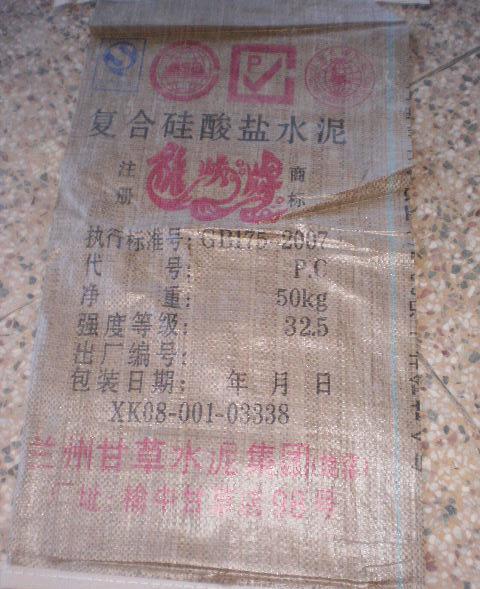 复合硅酸盐水泥
注册 商标
执行标准号:GB175-2007
代号: P.C
净重: 50kg
强度等级: 32.5
出厂编号:
包装日期: 年 月 日
XK08-001-03338
兰州甘草水泥集团
厂址:榆中甘草店98号